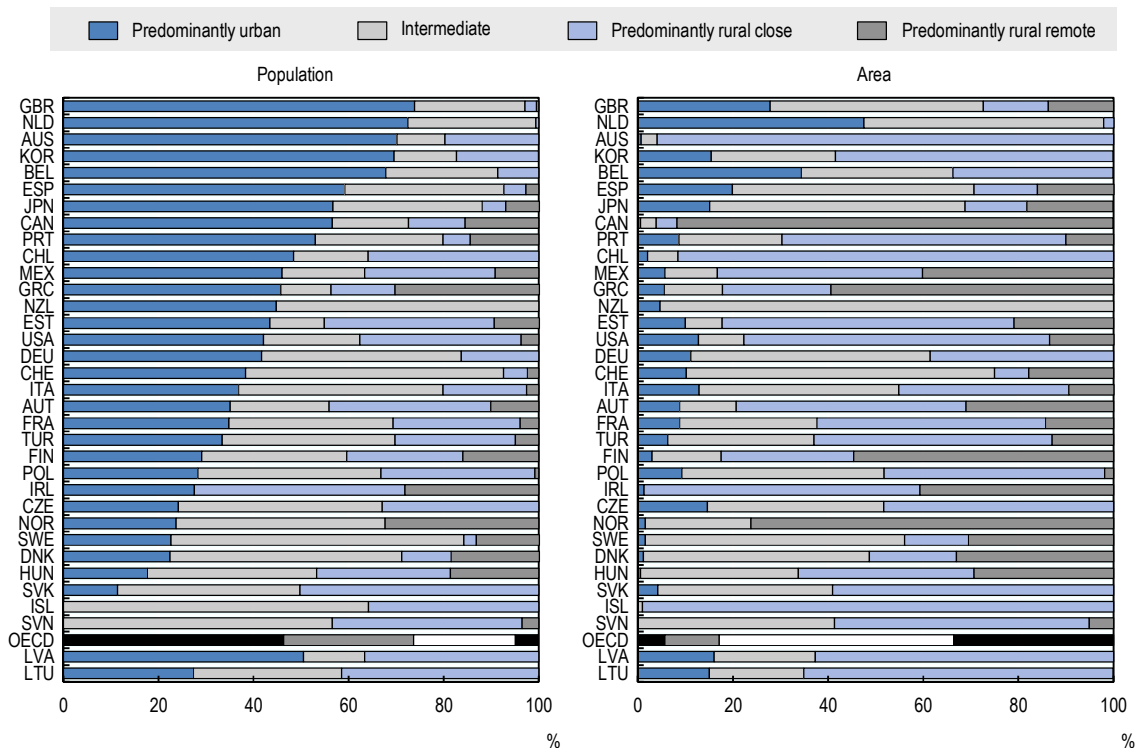 Predominantly urban Intermediate Predominantly rural close Predominantly rural remote
Population
GBR
NLD
AUS
KOR
BEL
ESP
JPN
CAN
PRT
CHL
MEX
GRC
NZL
EST
USA
DEU
CHE
ITA
AUT
FRA
TUR
FIN
POL
IRL
CZE
NOR
SWE
DNK
HUN
SVK
ISL
SVN
OECD
LVA
LTU
0 20 40 60 80 100
%
Area
GBR
NLD
AUS
KOR
BEL
ESP
JPN
CAN
PRT
CHL
MEX
GRC
NZL
EST
USA
DEU
CHE
ITA
AUT
FRA
TUR
FIN
POL
IRL
CZE
NOR
SWE
DNK
HUN
SVK
ISL
SVN
OECD
LVA
LTU
0 20 40 60 80 100
%